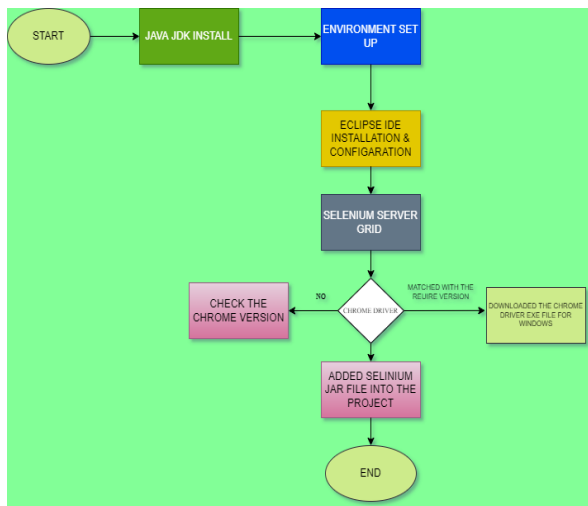 START
JAVA JDK INSTALL
ENVIRONMENT SET
UP
ECLIPSE IDE
INSTALLATION
& CONFIGARATION
SELENIUM SERVER
GRID
CHECK THE
CHROME VERSION
NO
CHROME DRIVER
MATCHED WITH THE
REUIRE VERSION
DOWNLOADED THE CHROME
DRIVER EXE FILE FOR
WINDOWS
ADDED SELINIUM
JAR FILE INTO THE
PROJECT
END